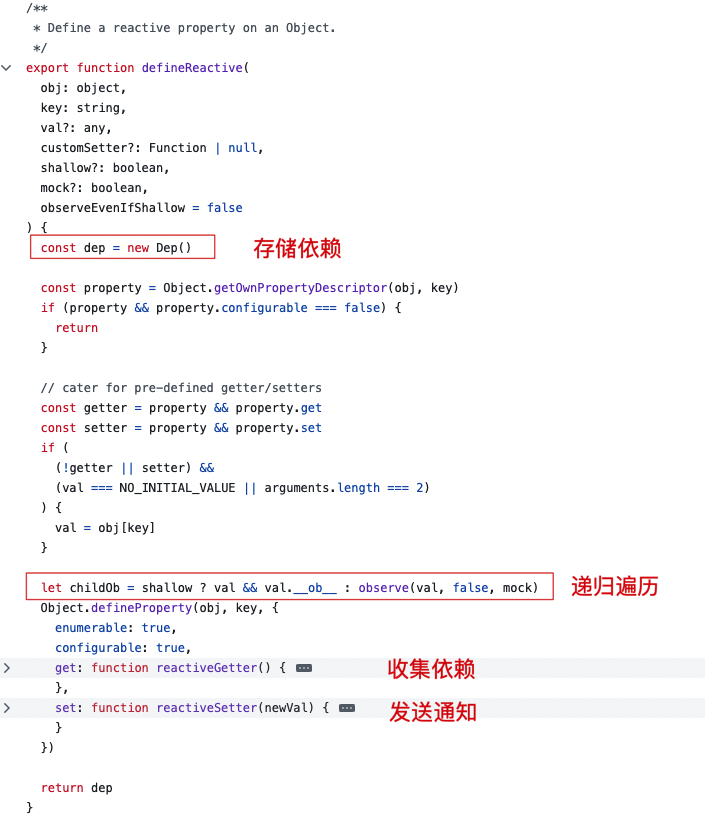 /**
 * Define a reactive property on an Object.
 */
export function defineReactive(
  obj: object,
  key: string,
  val?: any,
  customSetter?: Function | null,
  shallow?: boolean,
  mock?: boolean,
  observeEvenIfShallow = false
) {
  const dep = new Dep() 存储依赖
  const property = Object.getOwnPropertyDescriptor(obj, key)
  if (property && property.configurable === false) {
    return
  }
  // cater for pre-defined getter/setters
  const getter = property && property.get
  const setter = property && property.set
  if (
    (!getter || setter) &&
    (val === NO_INITIAL_VALUE || arguments.length === 2)
  ) {
    val = obj[key]
  }
  let childOb = shallow ? val && val.__ob__ : observe(val, false, mock) 递归遍历
  Object.defineProperty(obj, key, {
    enumerable: true,
    configurable: true,
    get: function reactiveGetter() { ... 收集依赖
    },
    set: function reactiveSetter(newVal) { ... 发送通知
    }
  })
  return dep
}